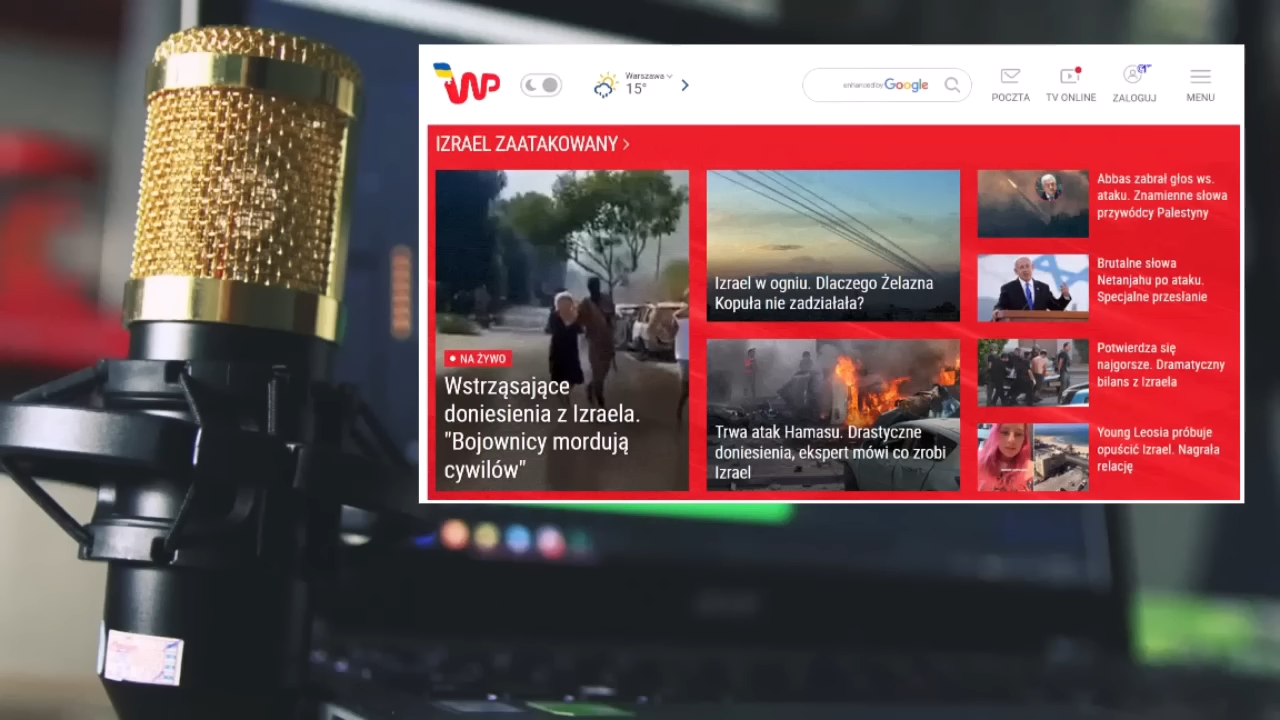 WP
Warszawa
15°
enhanced by Google
POCZTA
TV ONLINE
ZALOGUJ
MENU
IZRAEL ZAATAKOWANY >
NA ŻYWO
Wstrząsające
doniesienia z Izraela.
"Bojownicy mordują
cywilów"
Izrael w ogniu. Dlaczego Żelazna
Kopuła nie zadziałała?
Trwa atak Hamasu. Drastyczne
doniesienia, ekspert mówi co zrobi
Izrael
Abbas zabrał głos ws.
ataku. Znamienne słowa
przywódcy Palestyny
Brutalne słowa
Netanjahu po ataku.
Specjalne przesłanie
Potwierdza się
najgorsze. Dramatyczny
bilans z Izraela
Young Leosia próbuje
opuścić Izrael. Nagrała
relację